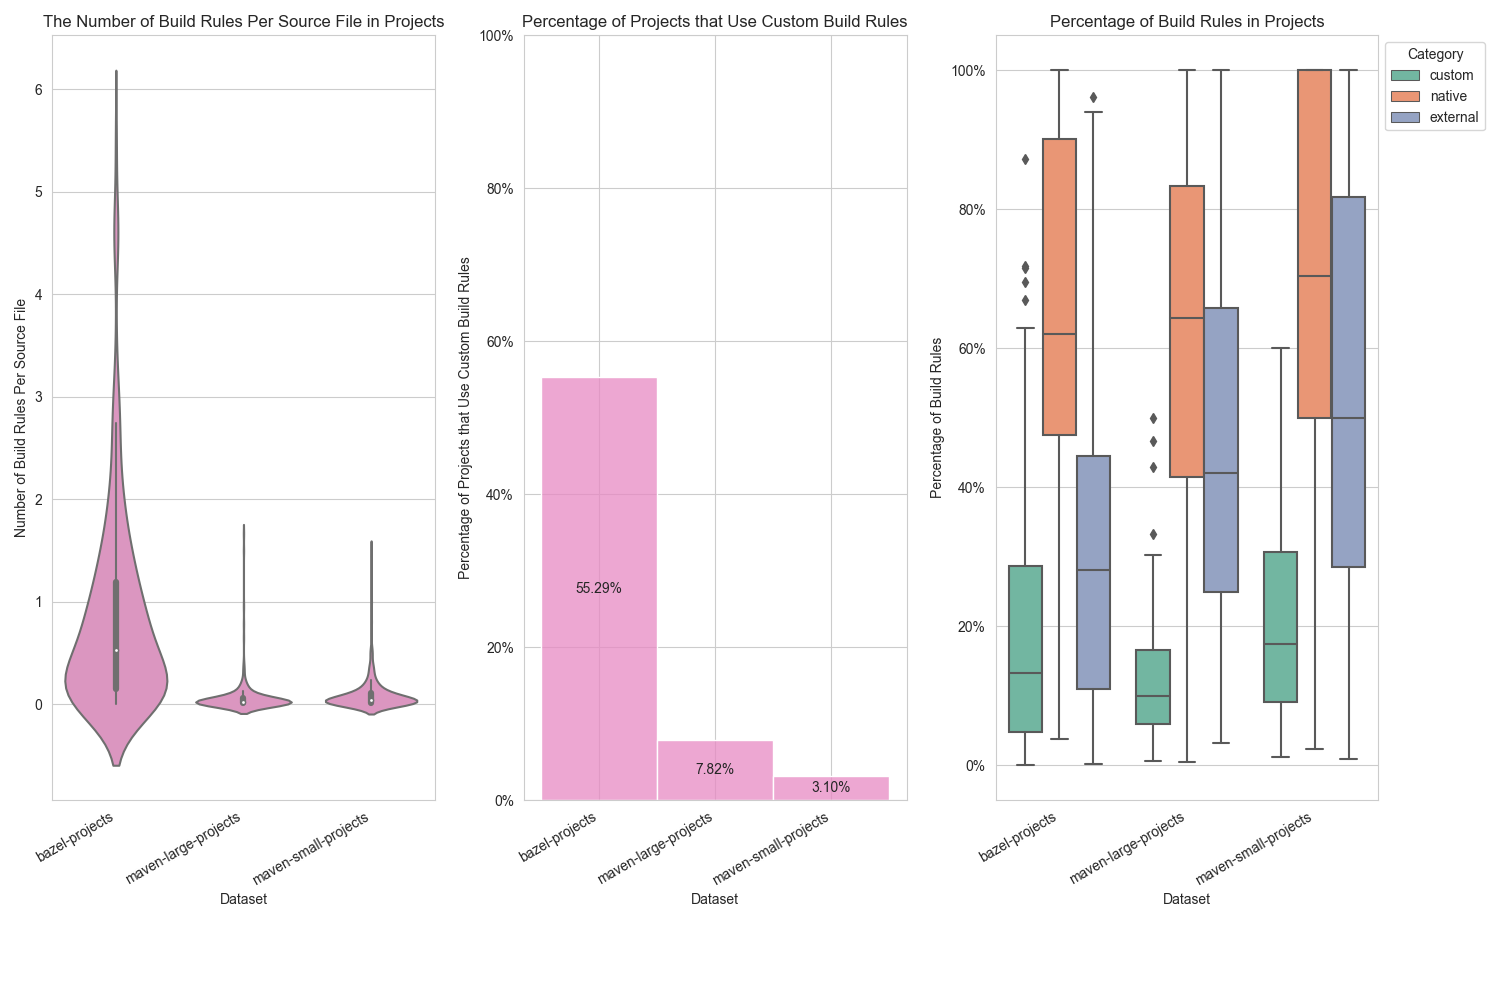 The Number of Build Rules Per Source File in Projects
Number of Build Rules Per Source File
6
5
4
3
2
1
0
bazel-projects
maven-large-projects
maven-small-projects
Dataset
Percentage of Projects that Use Custom Build Rules
Percentage of Projects that Use Custom Build Rules
100%
80%
60%
40%
20%
0%
55.29%
7.82%
3.10%
bazel-projects
maven-large-projects
maven-small-projects
Dataset
Percentage of Build Rules in Projects
Percentage of Build Rules
100%
80%
60%
40%
20%
0%
bazel-projects
maven-large-projects
maven-small-projects
Dataset
Category
custom
native
external